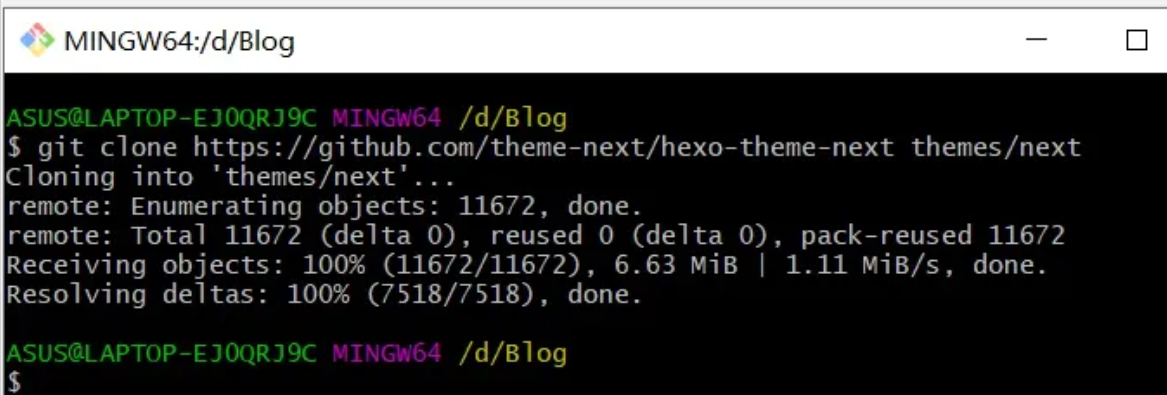 MINGW64:/d/Blog
ASUS@LAPTOP-EJ0QRJ9C MINGW64 /d/Blog
$ git clone https://github.com/theme-next/hexo-theme-next themes/next
Cloning into 'themes/next'...
remote: Enumerating objects: 11672, done.
remote: Total 11672 (delta 0), reused 0 (delta 0), pack-reused 11672
Receiving objects: 100% (11672/11672), 6.63 MiB | 1.11 MiB/s, done.
Resolving deltas: 100% (7518/7518), done.
ASUS@LAPTOP-EJ0QRJ9C MINGW64 /d/Blog
$